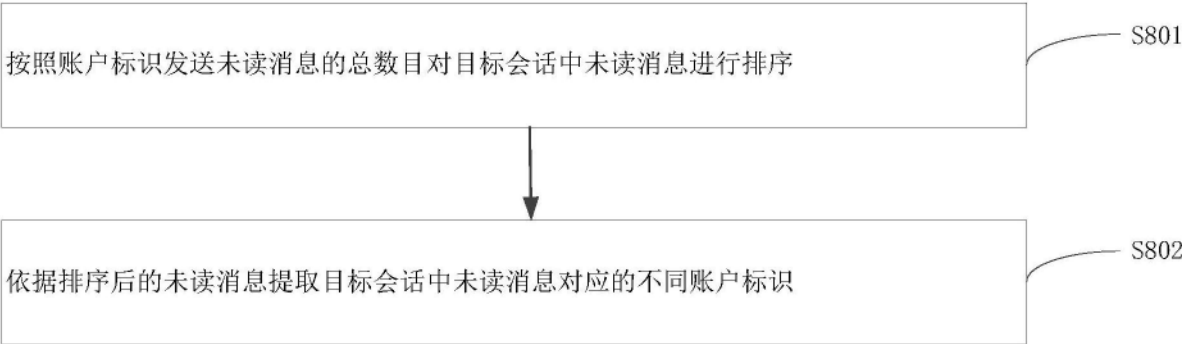 S801
按照账户标识发送未读消息的总数目对目标会话中未读消息进行排序
S802
依据排序后的未读消息提取目标会话中未读消息对应的不同账户标识